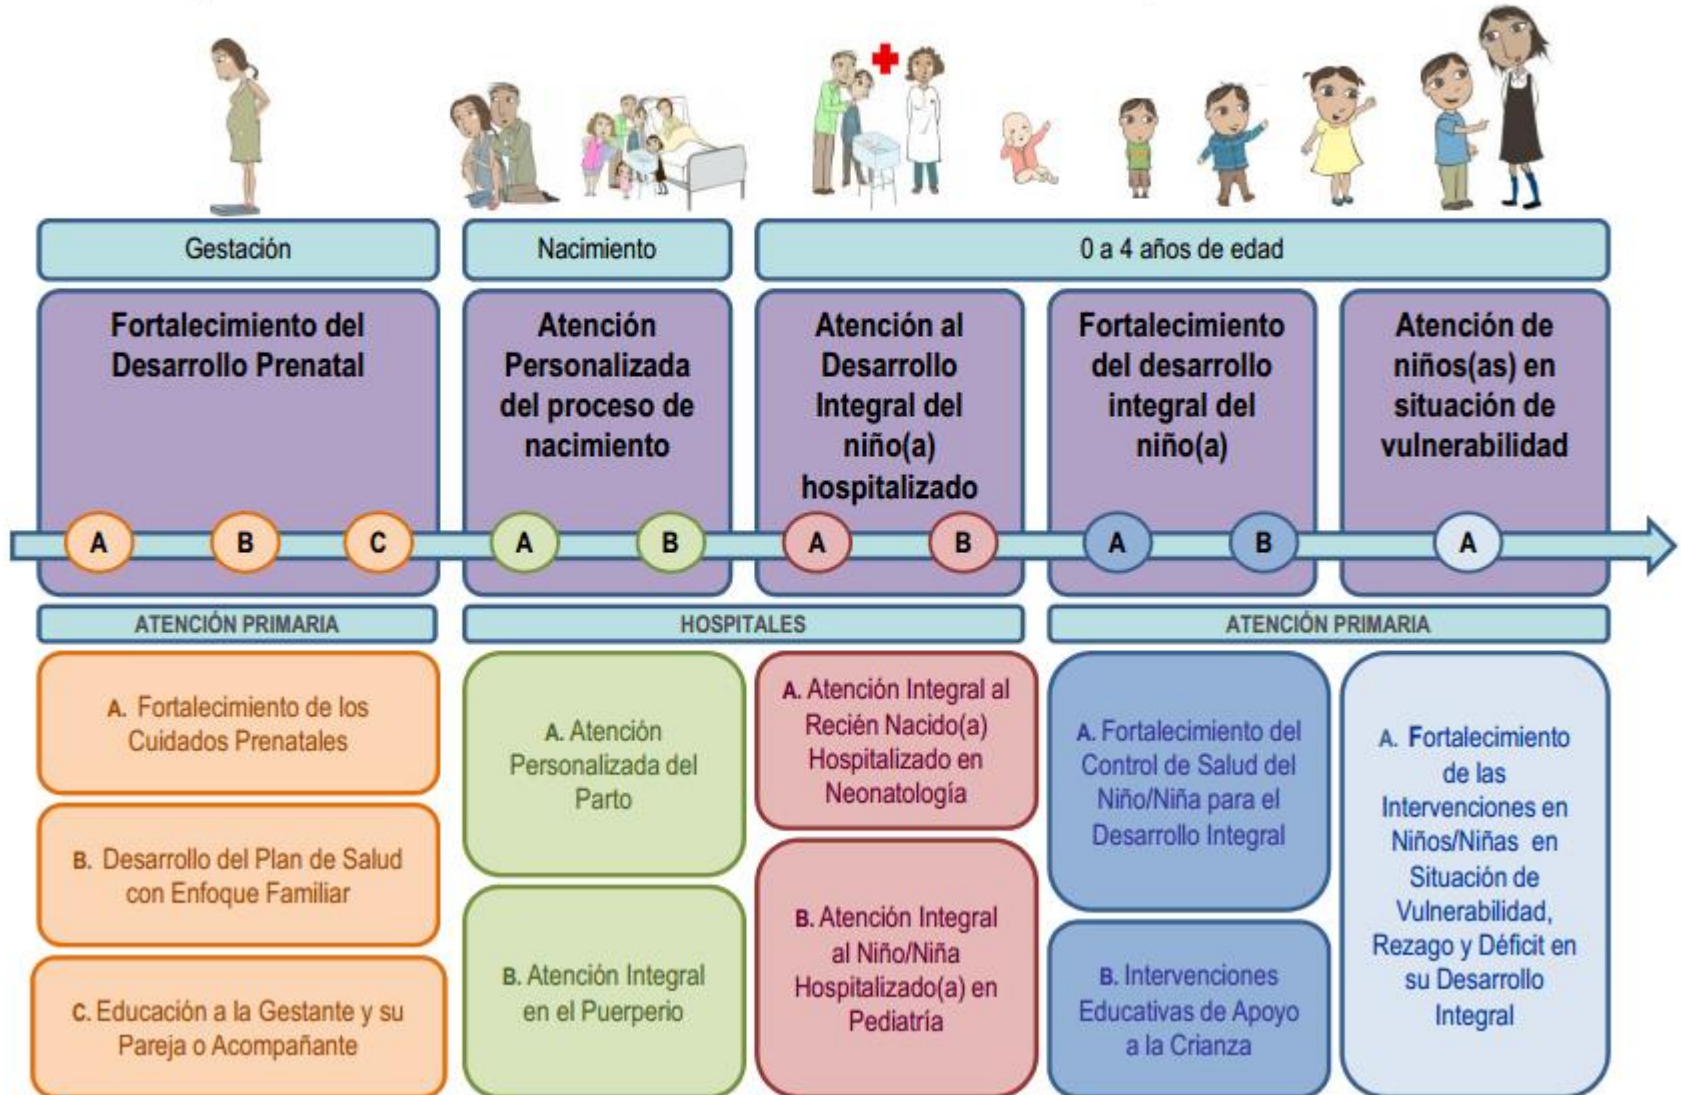 Gestación
Nacimiento
0 a 4 años de edad
Fortalecimiento del
Desarrollo Prenatal
Atención
Personalizada
del proceso de
nacimiento
Atención al
Desarrollo
Integral del
niño(a)
hospitalizado
Fortalecimiento
del desarrollo
integral del
niño(a)
Atención de
niños(as) en
situación de
vulnerabilidad
A
B
C
A
B
A
B
A
B
A
ATENCIÓN PRIMARIA
HOSPITALES
ATENCIÓN PRIMARIA
A. Fortalecimiento de los
Cuidados Prenatales
B. Desarrollo del Plan de Salud
con Enfoque Familiar
C. Educación a la Gestante y su
Pareja o Acompañante
A. Atención
Personalizada del
Parto
B. Atención Integral
en el Puerperio
A. Atención Integral al
Recién Nacido(a)
Hospitalizado en
Neonatología
B. Atención Integral
al Niño/Niña
Hospitalizado(a) en
Pediatría
A. Fortalecimiento del
Control de Salud del
Niño/Niña para el
Desarrollo Integral
B. Intervenciones
Educativas de Apoyo
a la Crianza
A. Fortalecimiento
de las
Intervenciones en
Niños/Niñas en
Situación de
Vulnerabilidad,
Rezago y Déficit en
su Desarrollo
Integral